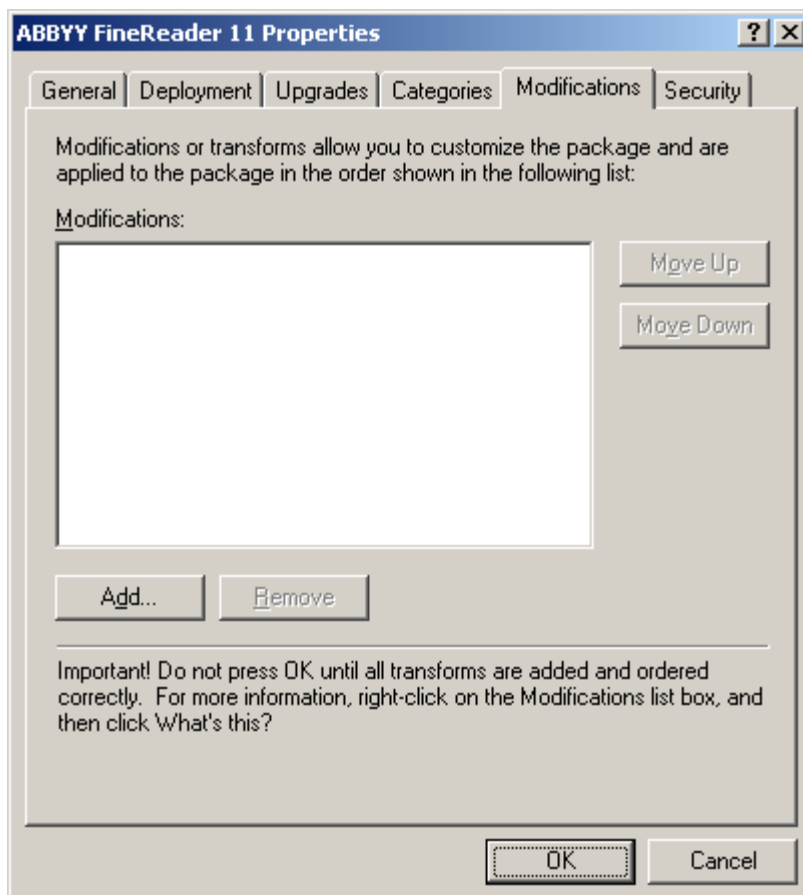 ABBYY FineReader 11 Properties
General Deployment Upgrades Categories Modifications Security
Modifications or transforms allow you to customize the package and are
applied to the package in the order shown in the following list:
Modifications:
Move Up
Move Down
Add... Remove
Important! Do not press OK until all transforms are added and ordered
correctly.  For more information, right-click on the Modifications list box, and
then click What's this?
OK Cancel